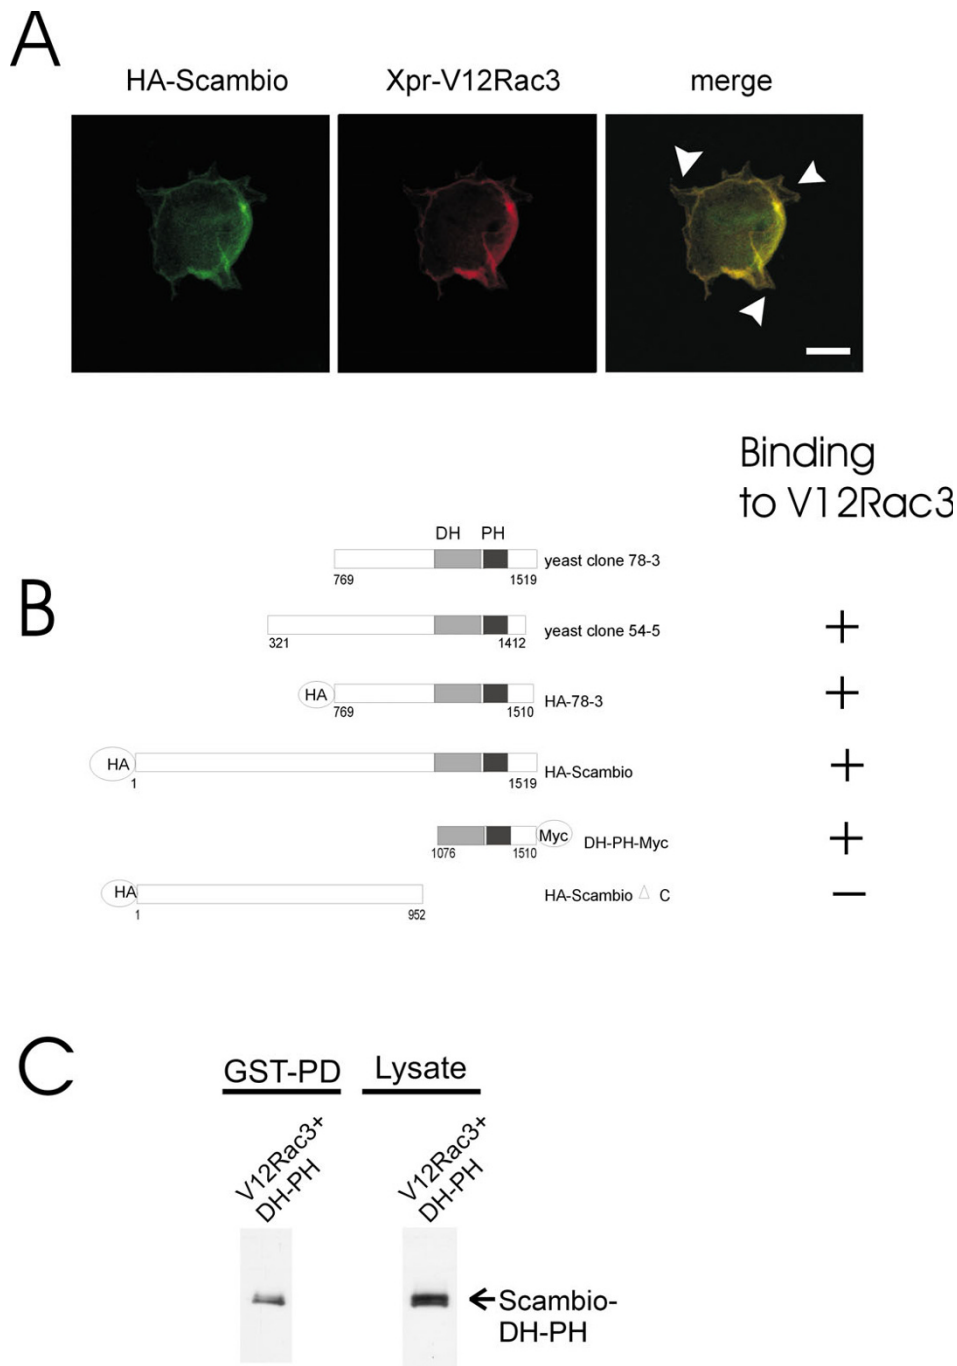 A
HA-Scambio
Xpr-V12Rac3
merge
Binding
to V12Rac3
B
DH PH
yeast clone 78-3
769 1519
yeast clone 54-5
321 1412
+
HA
HA-78-3
769 1510
+
HA
HA-Scambio
1 1519
+
Myc
DH-PH-Myc
1076 1510
+
HA
HA-Scambio Δ C
1 952
−
C
GST-PD Lysate
V12Rac3+
DH-PH
V12Rac3+
DH-PH
Scambio-
DH-PH